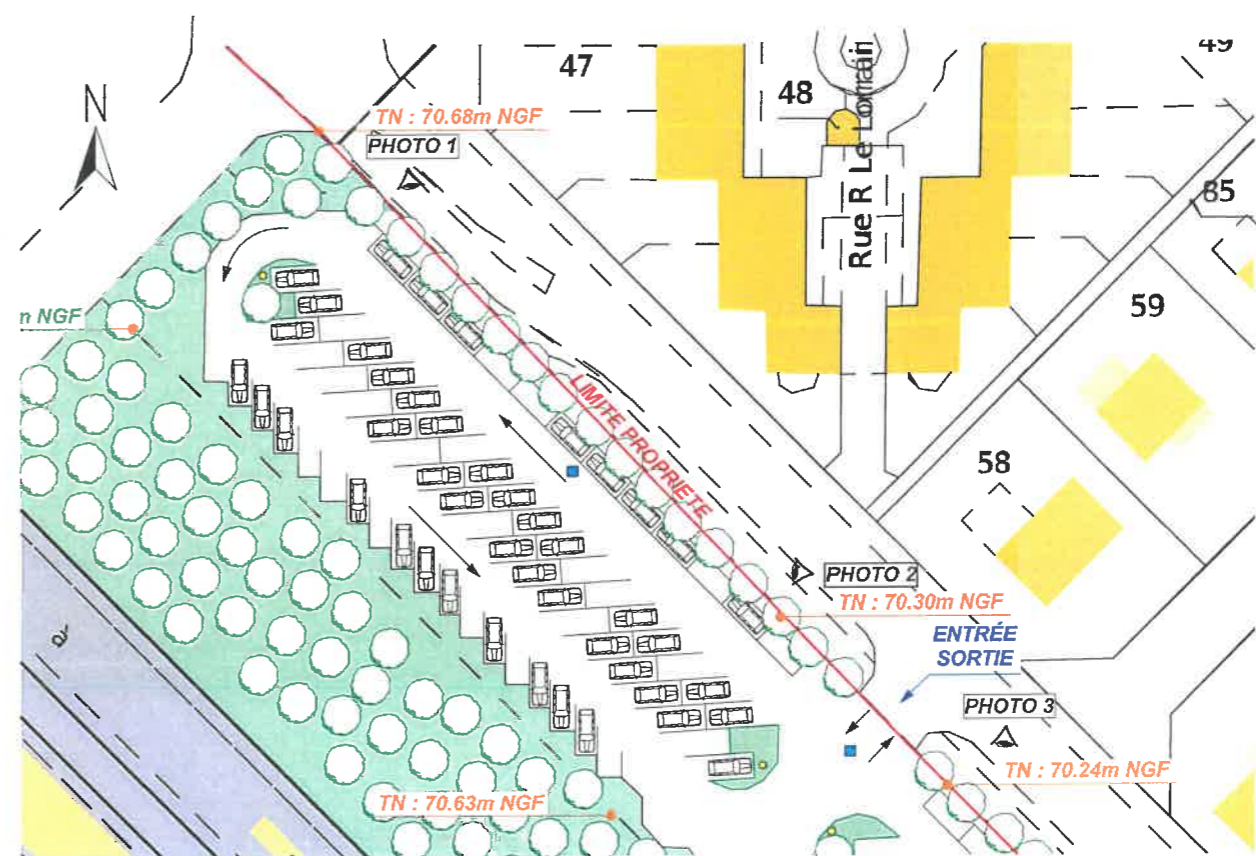 47
49
48
N
TN : 70.68m NGF
PHOTO 1
Rue R Le Lorrain
85
59
m NGF
LIMITE PROPRIETE
58
PHOTO 2
TN : 70.30m NGF
ENTRÉE
SORTIE
PHOTO 3
TN : 70.24m NGF
TN : 70.63m NGF